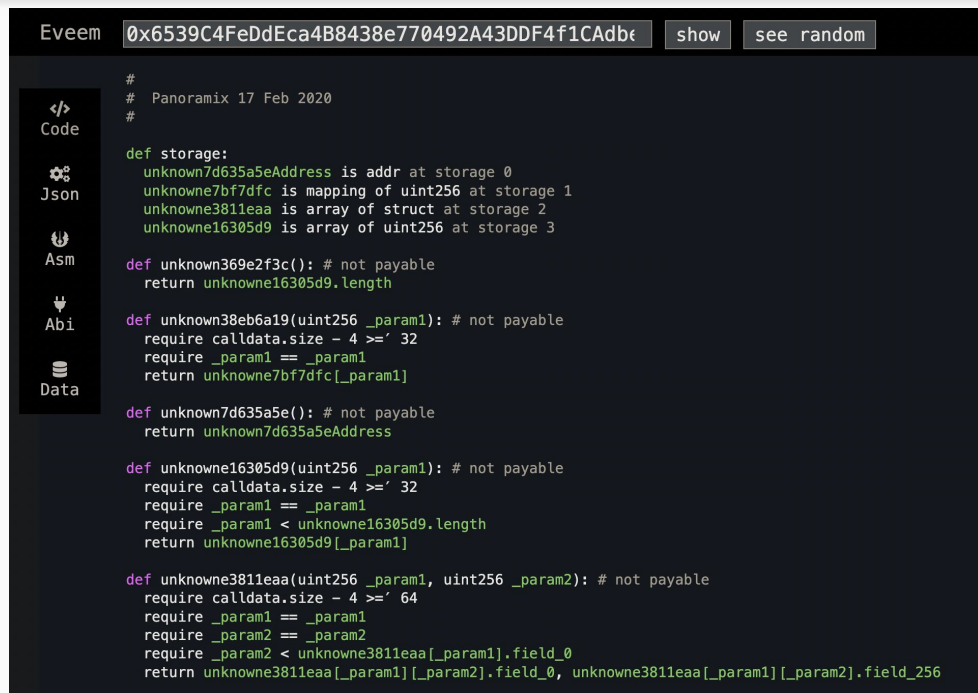 Eveem 0x6539C4FeDdEca4B8438e770492A43DDF4f1CAdbe show see random
Code
Json
Asm
Abi
Data
#
# Panoramix 17 Feb 2020
#
def storage:
unknown7d635a5eAddress is addr at storage 0
unknowne7bf7dfc is mapping of uint256 at storage 1
unknowne3811eaa is array of struct at storage 2
unknowne16305d9 is array of uint256 at storage 3
def unknown369e2f3c(): # not payable
return unknowne16305d9.length
def unknown38eb6a19(uint256 _param1): # not payable
require calldata.size − 4 >=′ 32
require _param1 == _param1
return unknowne7bf7dfc[_param1]
def unknown7d635a5e(): # not payable
return unknown7d635a5eAddress
def unknowne16305d9(uint256 _param1): # not payable
require calldata.size − 4 >=′ 32
require _param1 == _param1
require _param1 < unknowne16305d9.length
return unknowne16305d9[_param1]
def unknowne3811eaa(uint256 _param1, uint256 _param2): # not payable
require calldata.size − 4 >=′ 64
require _param1 == _param1
require _param2 == _param2
require _param2 < unknowne3811eaa[_param1].field_0
return unknowne3811eaa[_param1][_param2].field_0, unknowne3811eaa[_param1][_param2].field_256